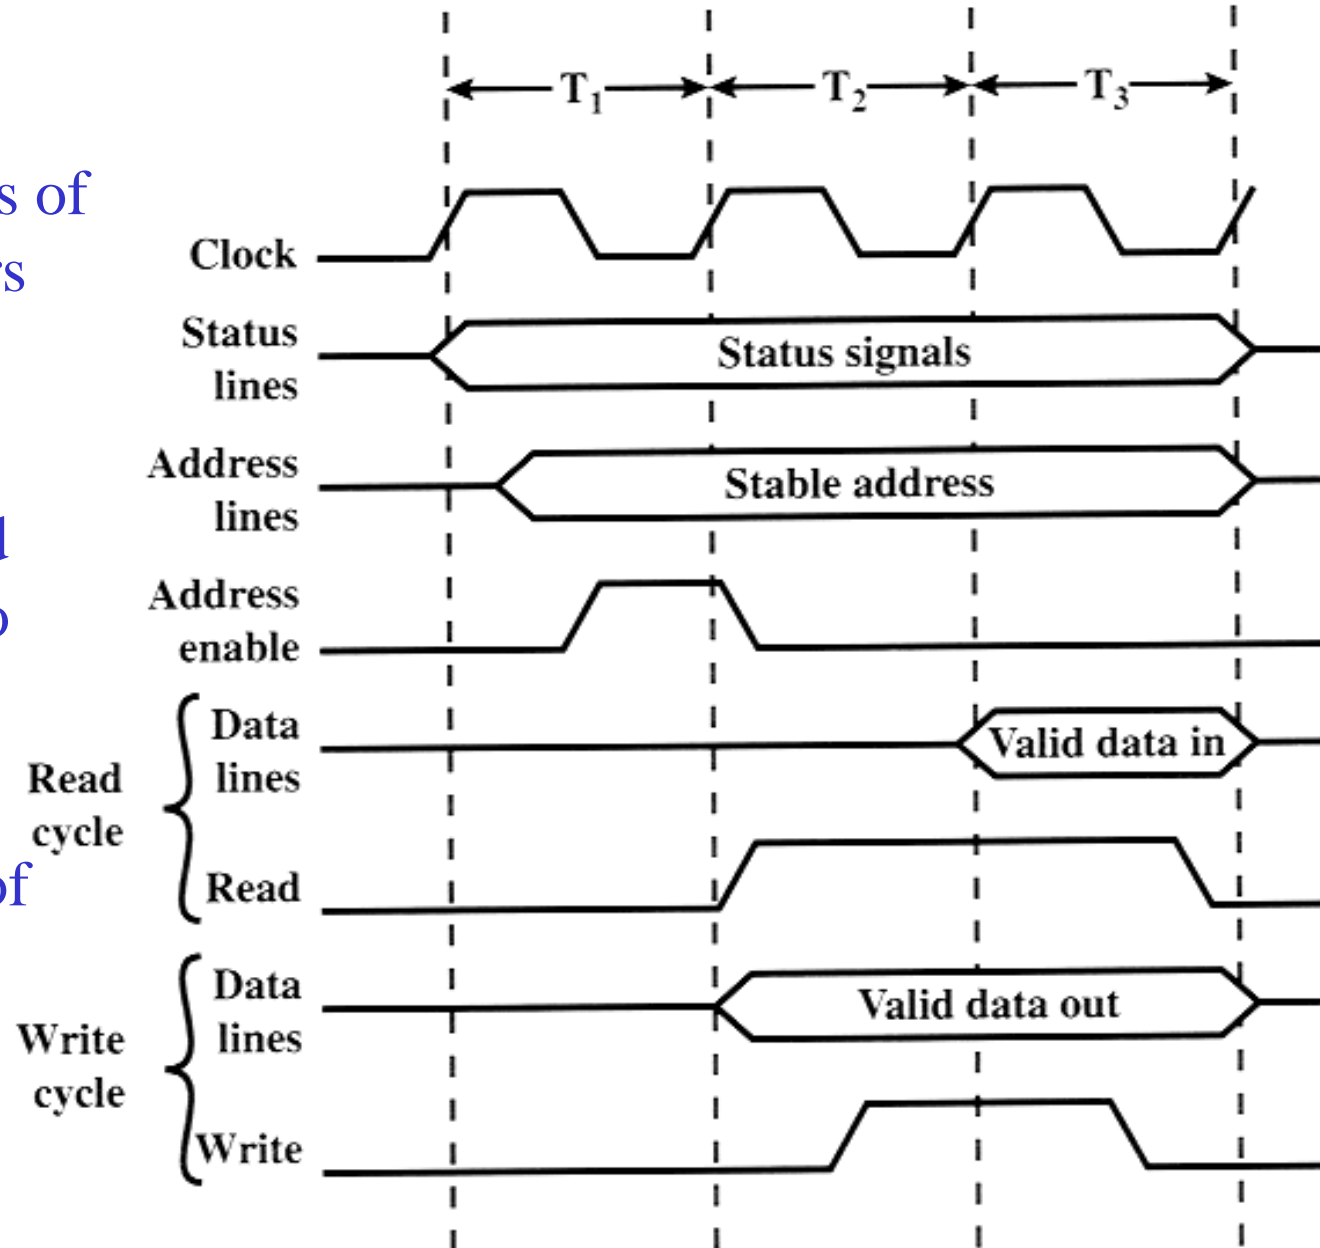 T1 T2 T3
s of
rs
Clock
Status
lines
Status signals
Address
lines
Stable address
Address
enable
Data
lines
Valid data in
Read
cycle
of
Read
Data
lines
Valid data out
Write
cycle
Write